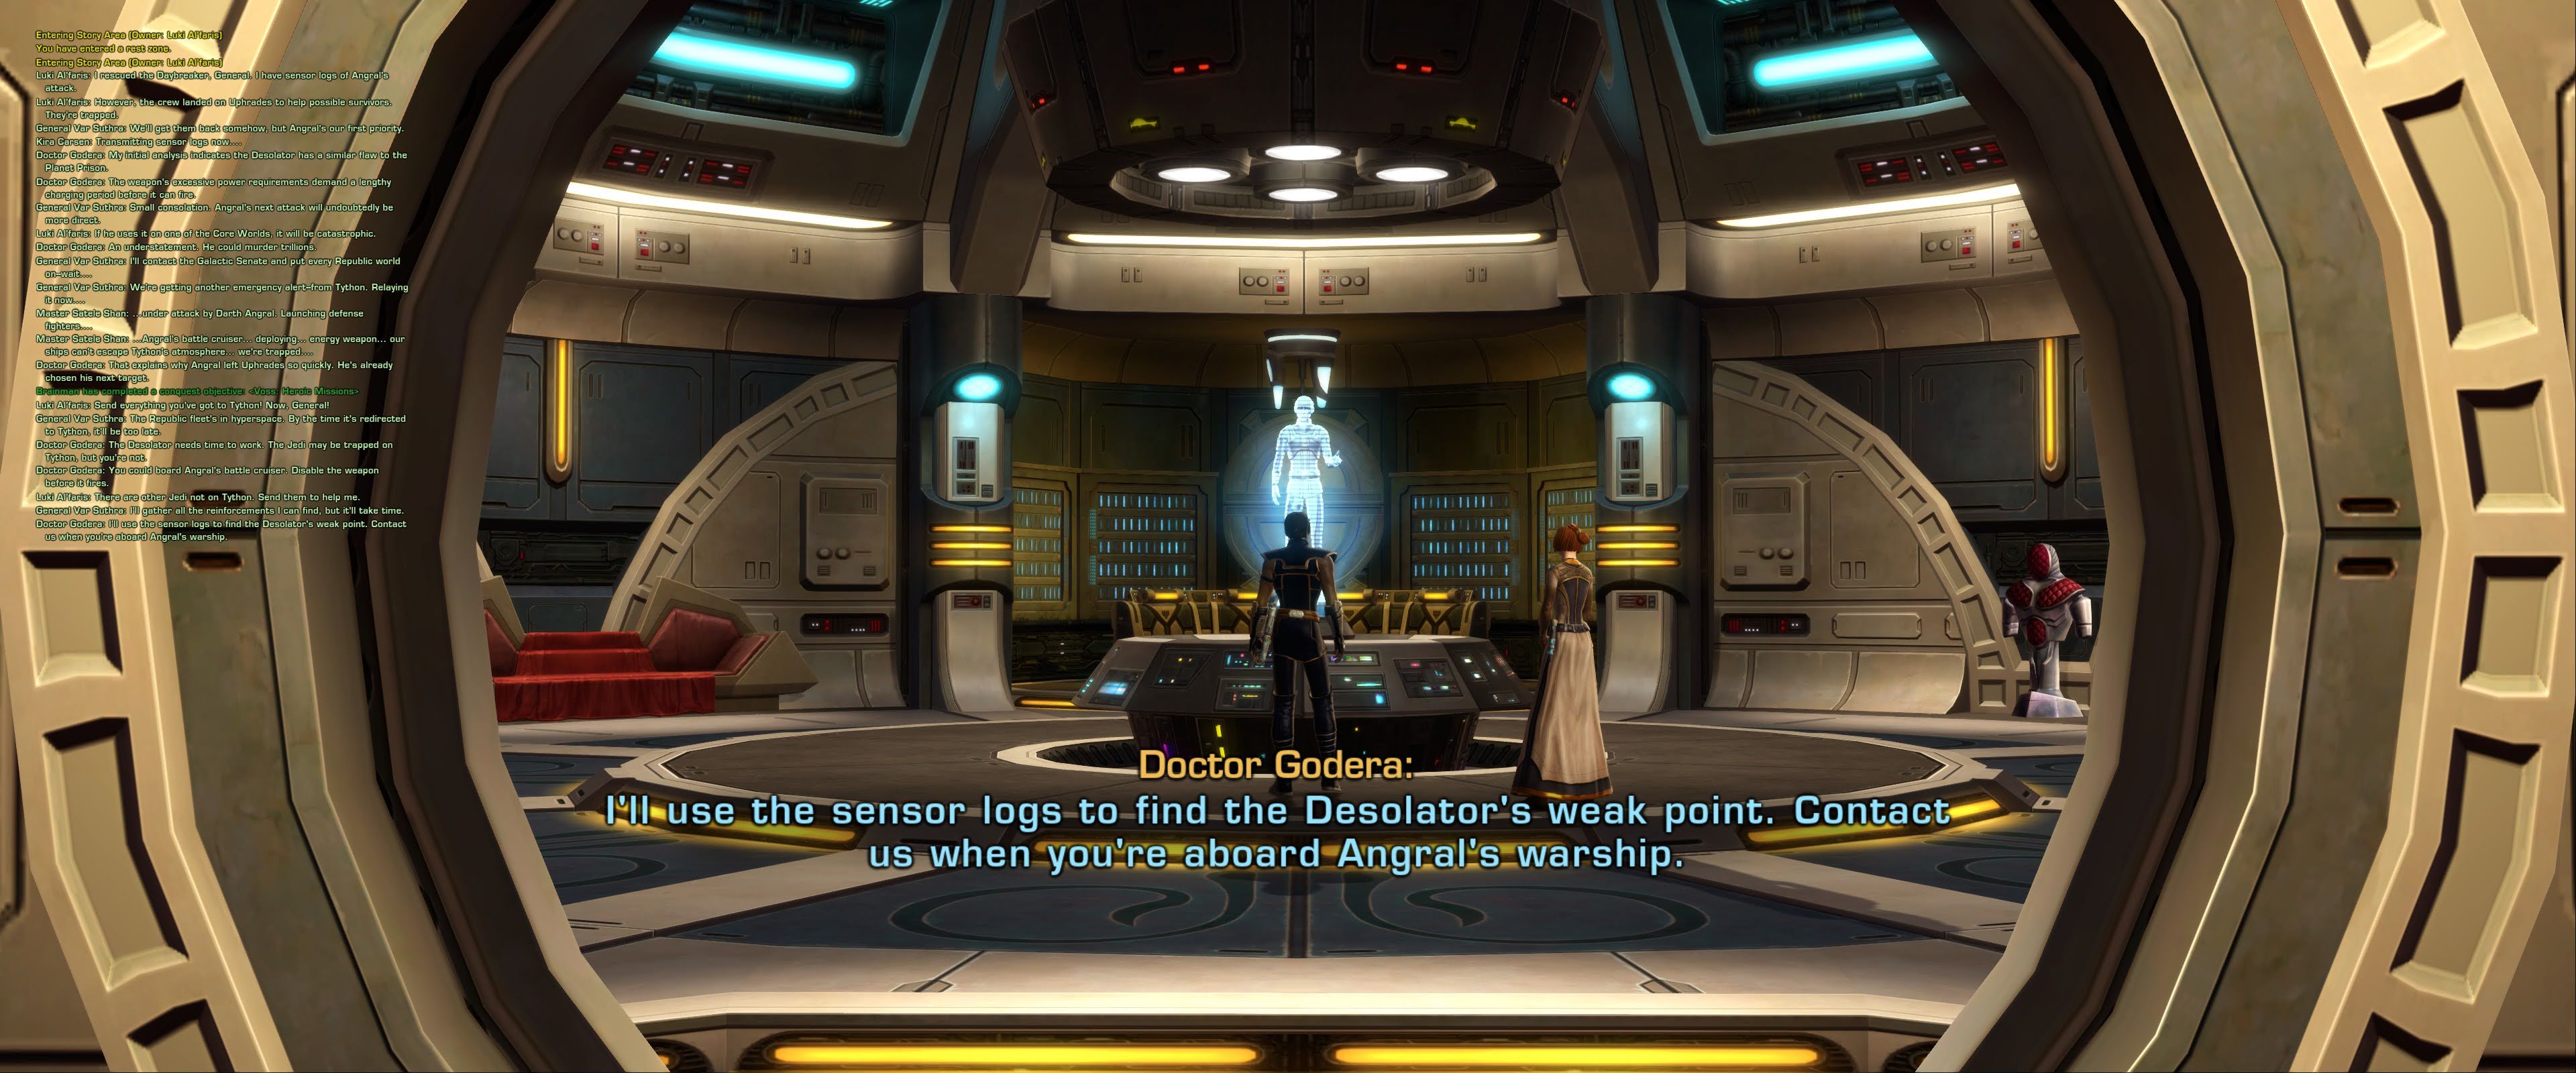 Entering Story Area (Owner: Luki Al'faris)
You have entered a rest zone.
Entering Story Area (Owner: Luki Al'faris)
Luki Al'faris: I rescued the Daybreaker, General. I have sensor logs of Angral's
attack.
Luki Al'faris: However, the crew landed on Uphrades to help possible survivors.
They're trapped.
General Var Suthra: We'll get them back somehow, but Angral's our first priority.
Kira Carsen: Transmitting sensor logs now....
Doctor Godera: My initial analysis indicates the Desolator has a similar flaw to the
Planet Prison.
Doctor Godera: The weapon's excessive power requirements demand a lengthy
charging period before it can fire.
General Var Suthra: Small consolation. Angral's next attack will undoubtedly be
more direct.
Luki Al'faris: If he uses it on one of the Core Worlds, it will be catastrophic.
Doctor Godera: An understatement. He could murder trillions.
General Var Suthra: I'll contact the Galactic Senate and put every Republic world
on–wait....
General Var Suthra: We're getting another emergency alert–from Tython. Relaying
it now....
Master Satele Shan: ...under attack by Darth Angral. Launching defense
fighters....
Master Satele Shan: ...Angral's battle cruiser... deploying... energy weapon... our
ships can't escape Tython's atmosphere... we're trapped....
Doctor Godera: That explains why Angral left Uphrades so quickly. He's already
chosen his next target.
Brainman has completed a conquest objective: <Voss: Heroic Missions>
Luki Al'faris: Send everything you've got to Tython! Now, General!
General Var Suthra: The Republic fleet's in hyperspace. By the time it's redirected
to Tython, it'll be too late.
Doctor Godera: The Desolator needs time to work. The Jedi may be trapped on
Tython, but you're not.
Doctor Godera: You could board Angral's battle cruiser. Disable the weapon
before it fires.
Luki Al'faris: There are other Jedi not on Tython. Send them to help me.
General Var Suthra: I'll gather all the reinforcements I can find, but it'll take time.
Doctor Godera: I'll use the sensor logs to find the Desolator's weak point. Contact
us when you're aboard Angral's warship.
Doctor Godera:
I'll use the sensor logs to find the Desolator's weak point. Contact
us when you're aboard Angral's warship.